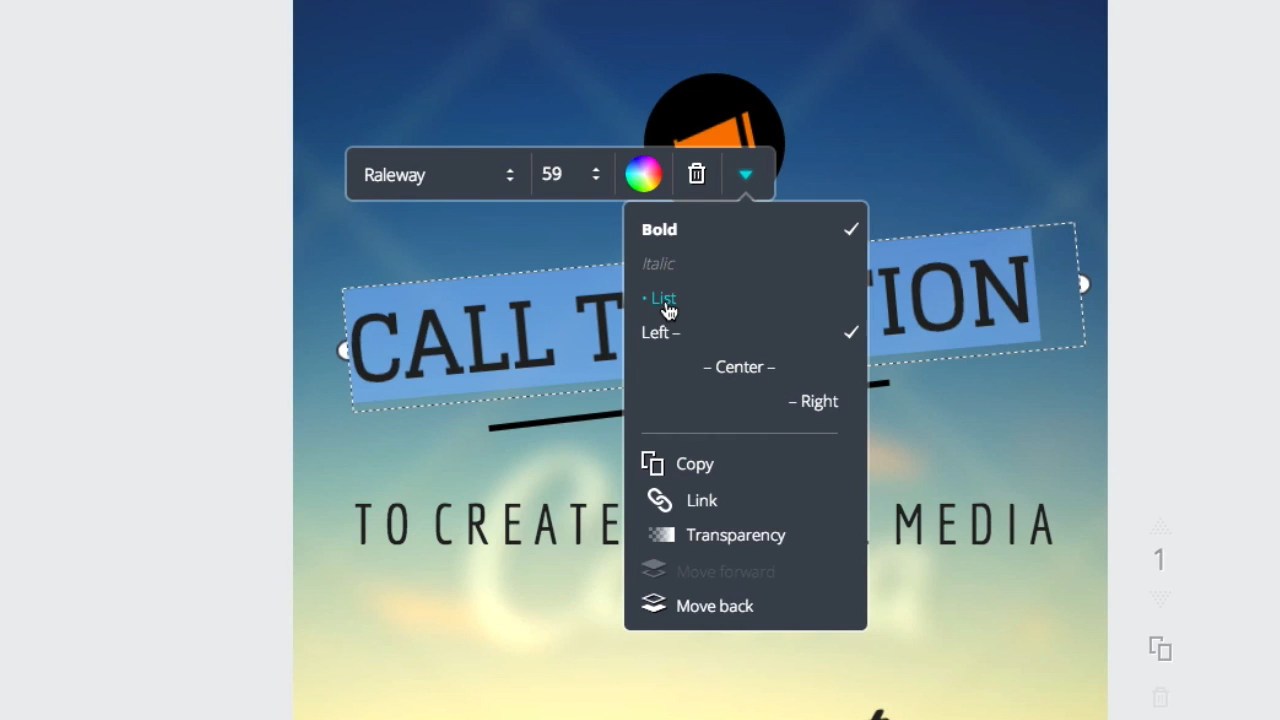 Raleway 59
Bold
Italic
• List
Left –
– Center –
– Right
Copy
Link
Transparency
Move forward
Move back
CALL T ION
TO CREATE MEDIA
1